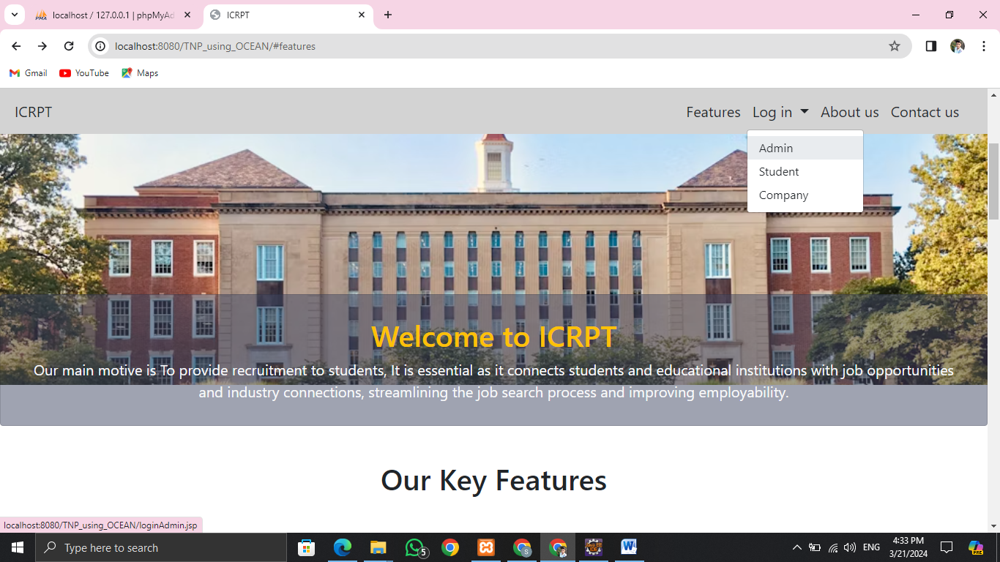 localhost / 127.0.0.1 | phpMyAd
ICRPT
localhost:8080/TNP_using_OCEAN/#features
Gmail
YouTube
Maps
ICRPT
Features
Log in
About us
Contact us
Admin
Student
Company
Welcome to ICRPT
Our main motive is To provide recruitment to students, It is essential as it connects students and educational institutions with job opportunities
and industry connections, streamlining the job search process and improving employability.
Our Key Features
localhost:8080/TNP_using_OCEAN/loginAdmin.jsp
Type here to search
5
S
W
ENG
4:33 PM
3/21/2024
PRE